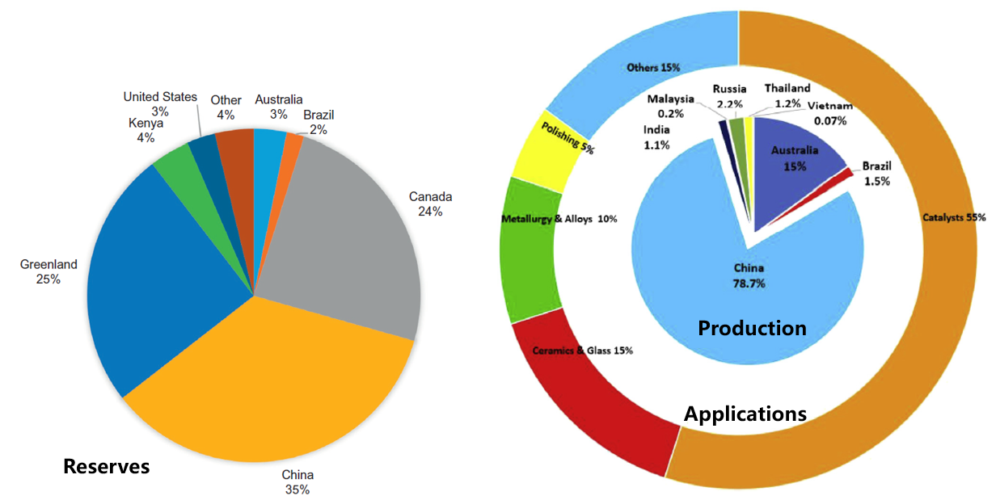 United States
3%
Kenya
4%
Other
4%
Australia
3%
Brazil
2%
Canada
24%
Greenland
25%
China
35%
Reserves
Others 15%
Polishing 5%
Metallurgy & Alloys 10%
Ceramics & Glass 15%
Catalysts 55%
Malaysia
0.2%
Russia
2.2%
Thailand
1.2%
Vietnam
0.07%
India
1.1%
Australia
15%
Brazil
1.5%
China
78.7%
Production
Applications